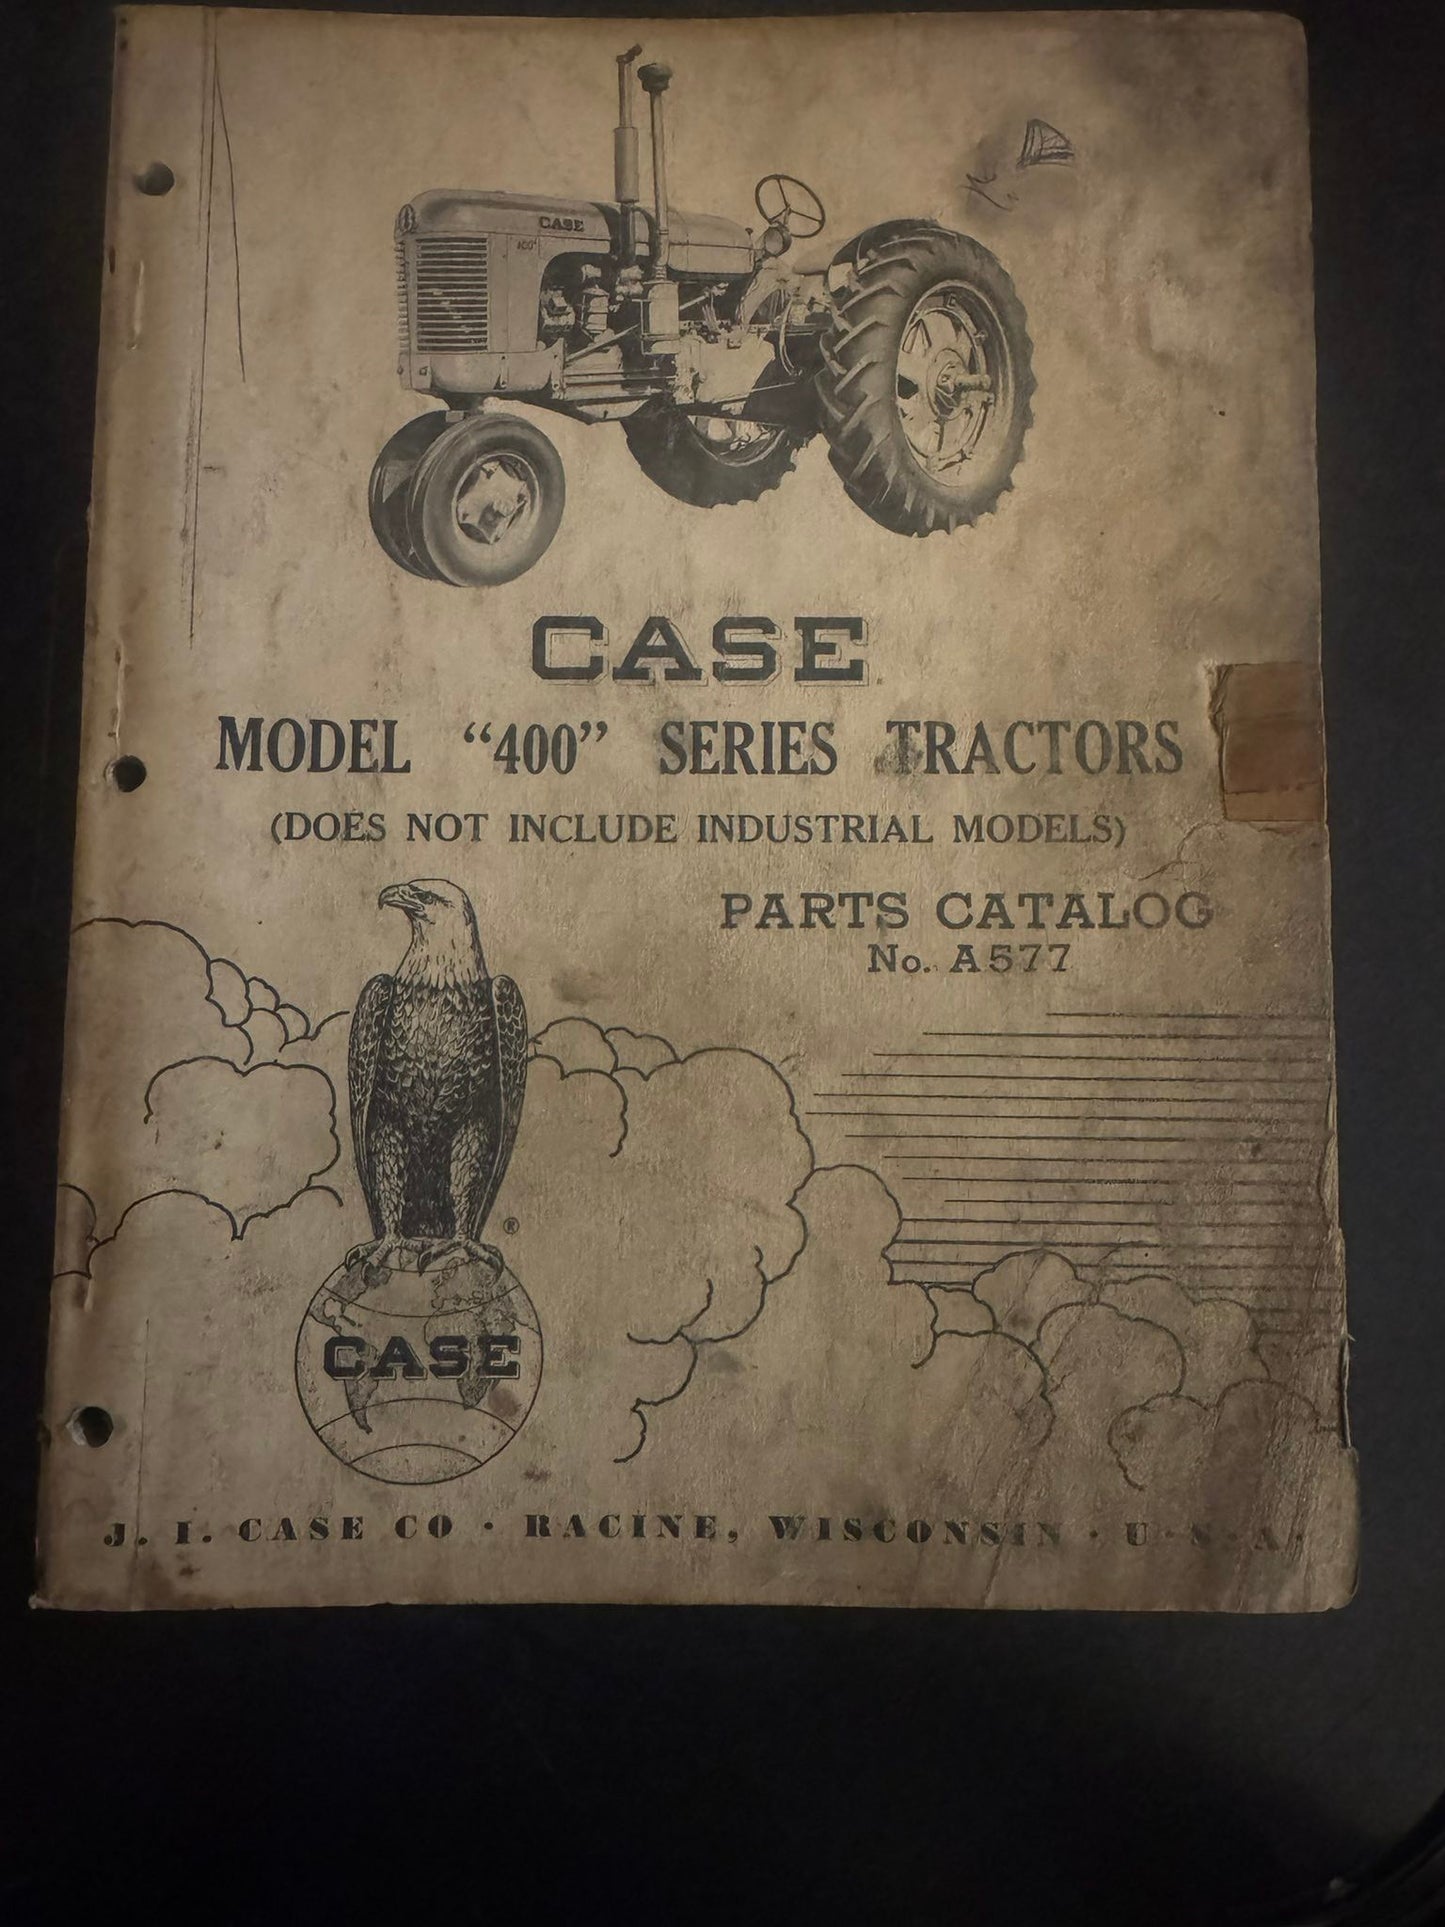 CASE
400
CASE
MODEL "400" SERIES TRACTORS
(DOES NOT INCLUDE INDUSTRIAL MODELS)
PARTS CATALOG
No. A577
®
CASE
J. I. CASE CO · RACINE, WISCONSIN · U · S · A ·